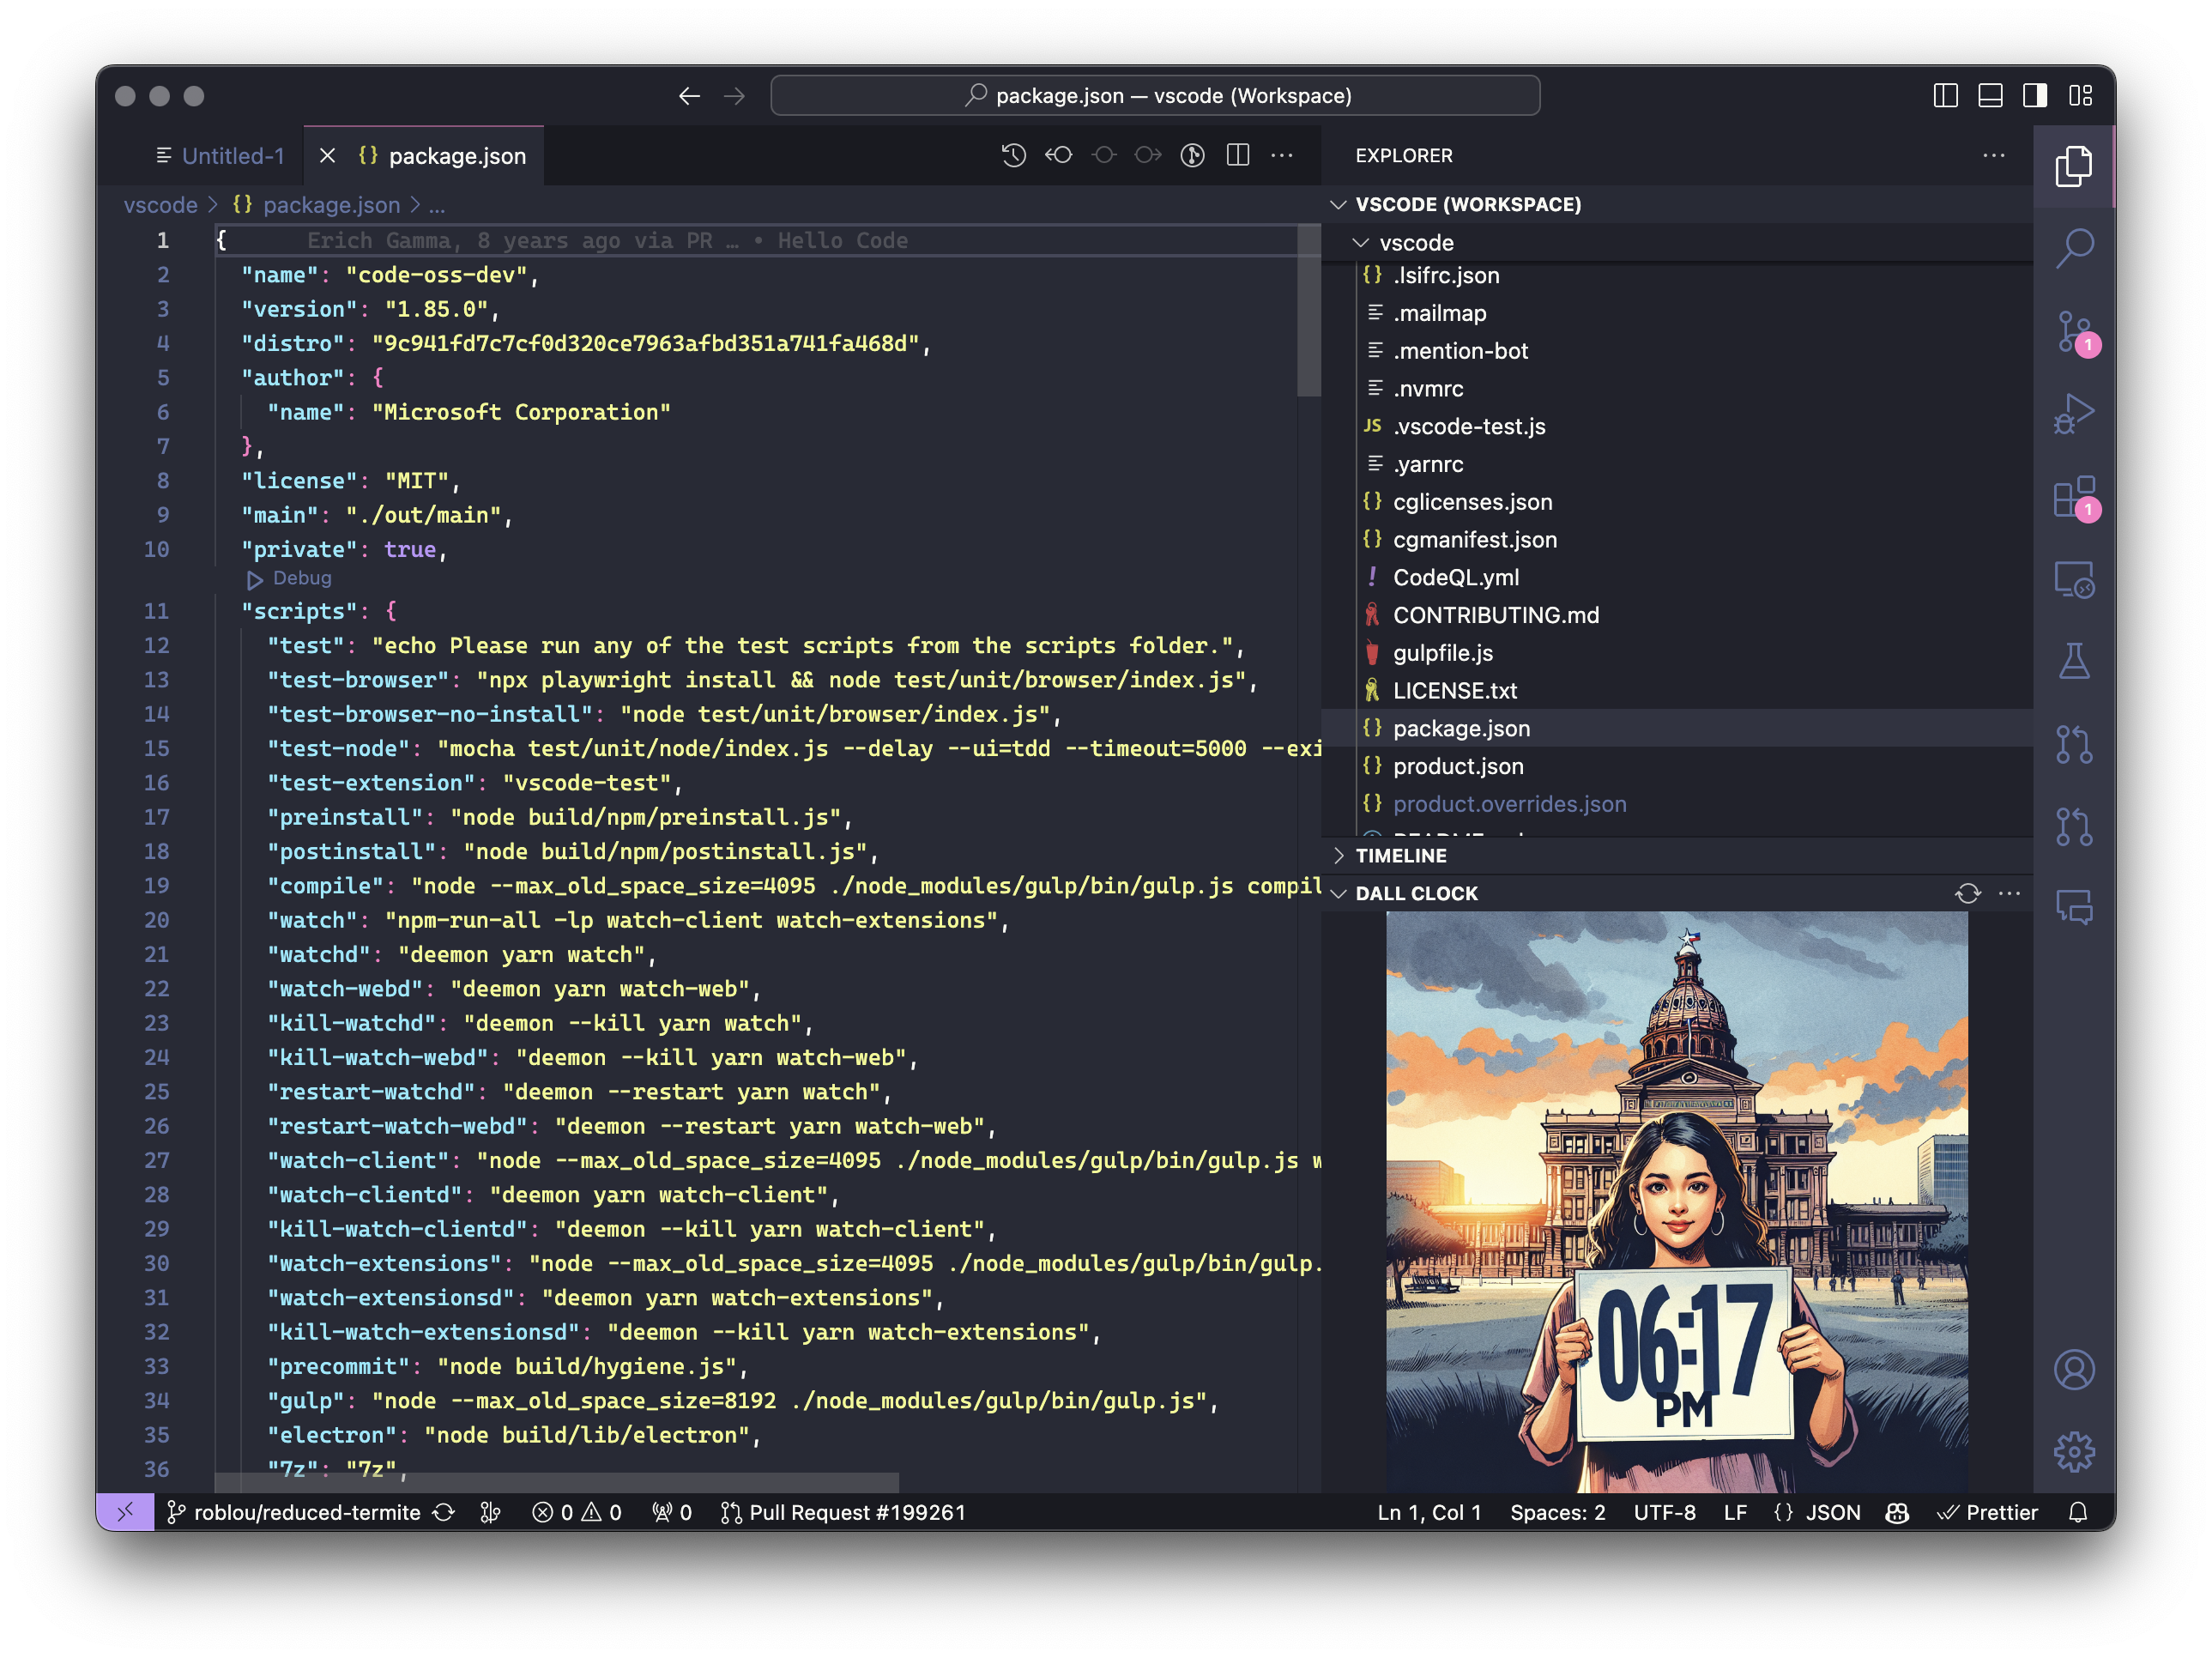 package.json — vscode (Workspace)
Untitled-1
package.json
vscode > {} package.json > ...
1 { Erich Gamma, 8 years ago via PR … • Hello Code
2 "name": "code-oss-dev",
3 "version": "1.85.0",
4 "distro": "9c941fd7c7cf0d320ce7963afbd351a741fa468d",
5 "author": {
6 "name": "Microsoft Corporation"
7 },
8 "license": "MIT",
9 "main": "./out/main",
10 "private": true,
Debug
11 "scripts": {
12 "test": "echo Please run any of the test scripts from the scripts folder.",
13 "test-browser": "npx playwright install && node test/unit/browser/index.js",
14 "test-browser-no-install": "node test/unit/browser/index.js",
15 "test-node": "mocha test/unit/node/index.js --delay --ui=tdd --timeout=5000 --exi
16 "test-extension": "vscode-test",
17 "preinstall": "node build/npm/preinstall.js",
18 "postinstall": "node build/npm/postinstall.js",
19 "compile": "node --max_old_space_size=4095 ./node_modules/gulp/bin/gulp.js compil
20 "watch": "npm-run-all -lp watch-client watch-extensions",
21 "watchd": "deemon yarn watch",
22 "watch-webd": "deemon yarn watch-web",
23 "kill-watchd": "deemon --kill yarn watch",
24 "kill-watch-webd": "deemon --kill yarn watch-web",
25 "restart-watchd": "deemon --restart yarn watch",
26 "restart-watch-webd": "deemon --restart yarn watch-web",
27 "watch-client": "node --max_old_space_size=4095 ./node_modules/gulp/bin/gulp.js w
28 "watch-clientd": "deemon yarn watch-client",
29 "kill-watch-clientd": "deemon --kill yarn watch-client",
30 "watch-extensions": "node --max_old_space_size=4095 ./node_modules/gulp/bin/gulp.
31 "watch-extensionsd": "deemon yarn watch-extensions",
32 "kill-watch-extensionsd": "deemon --kill yarn watch-extensions",
33 "precommit": "node build/hygiene.js",
34 "gulp": "node --max_old_space_size=8192 ./node_modules/gulp/bin/gulp.js",
35 "electron": "node build/lib/electron",
36 "7z": "7z",
EXPLORER
VSCODE (WORKSPACE)
vscode
{} .lsifrc.json
.mailmap
.mention-bot
.nvmrc
JS .vscode-test.js
.yarnrc
{} cglicenses.json
{} cgmanifest.json
! CodeQL.yml
CONTRIBUTING.md
gulpfile.js
LICENSE.txt
{} package.json
{} product.json
{} product.overrides.json
TIMELINE
DALL CLOCK
06:17
PM
1
1
roblou/reduced-termite
0 0
0
Pull Request #199261
Ln 1, Col 1
Spaces: 2
UTF-8
LF
{} JSON
Prettier